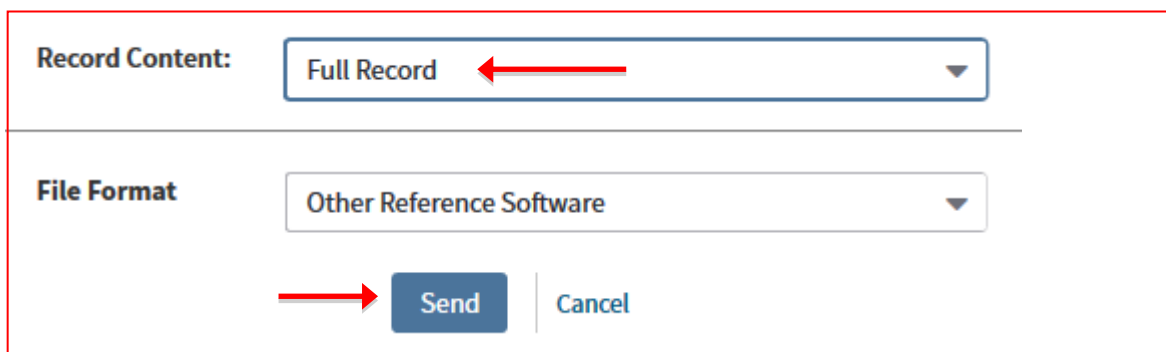 Record Content:
Full Record
File Format
Other Reference Software
Send
Cancel